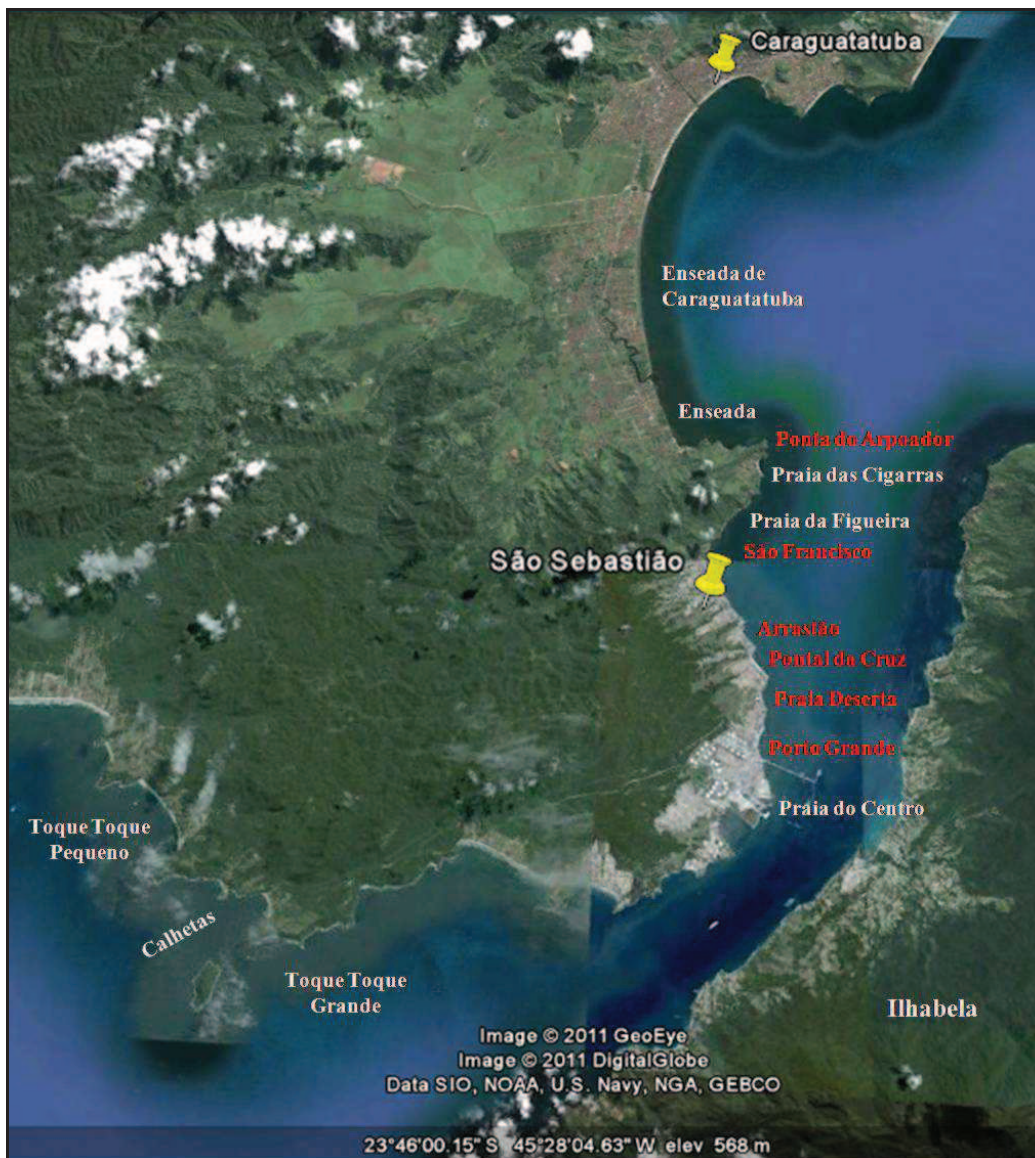 Caraguatatuba
Enseada de
Caraguatatuba
Enseada
Ponta do Arpoador
Praia das Cigarras
Praia da Figueira
São Francisco
São Sebastião
Arrastão
Pontal da Cruz
Praia Deserta
Porto Grande
Praia do Centro
Toque Toque
Pequeno
Calhetas
Toque Toque
Grande
Ilhabela
Image © 2011 GeoEye
Image © 2011 DigitalGlobe
Data SIO, NOAA, U.S. Navy, NGA, GEBCO
23°46'00.15" S 45°28'04.63" W elev 568 m